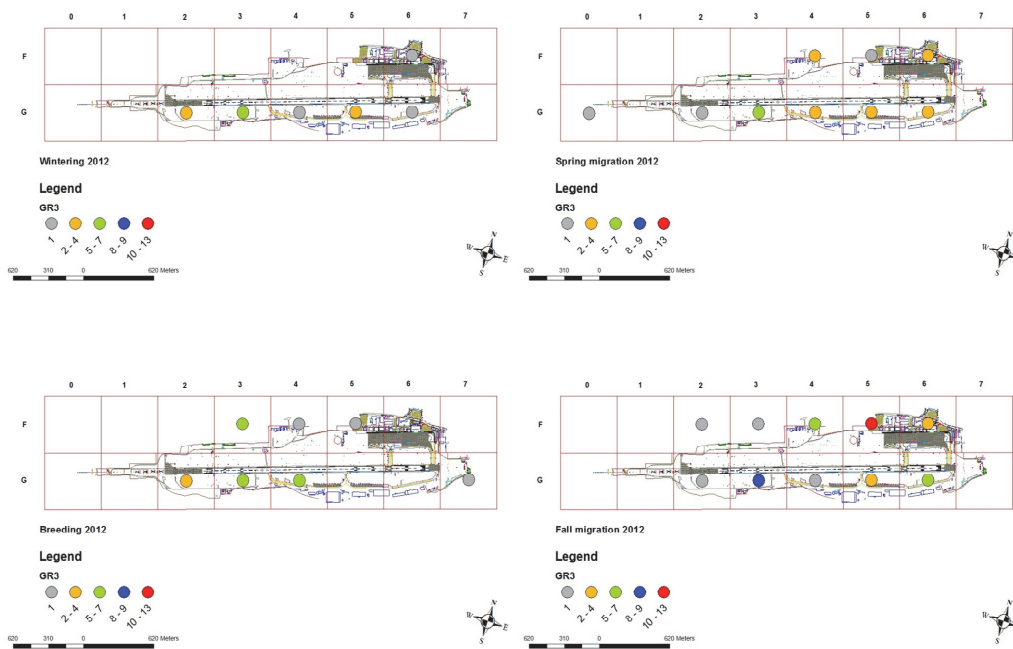 0 1 2 3 4 5 6 7
F
G
Wintering 2012
Legend
GR3
1 2 - 4 5 - 7 8 - 9 10 - 13
620 310 0 620 Meters
N
W E
S
0 1 2 3 4 5 6 7
F
G
Spring migration 2012
Legend
GR3
1 2 - 4 5 - 7 8 - 9 10 - 13
620 310 0 620 Meters
N
W E
S
0 1 2 3 4 5 6 7
F
G
Breeding 2012
Legend
GR3
1 2 - 4 5 - 7 8 - 9 10 - 13
620 310 0 620 Meters
N
W E
S
0 1 2 3 4 5 6 7
F
G
Fall migration 2012
Legend
GR3
1 2 - 4 5 - 7 8 - 9 10 - 13
620 310 0 620 Meters
N
W E
S